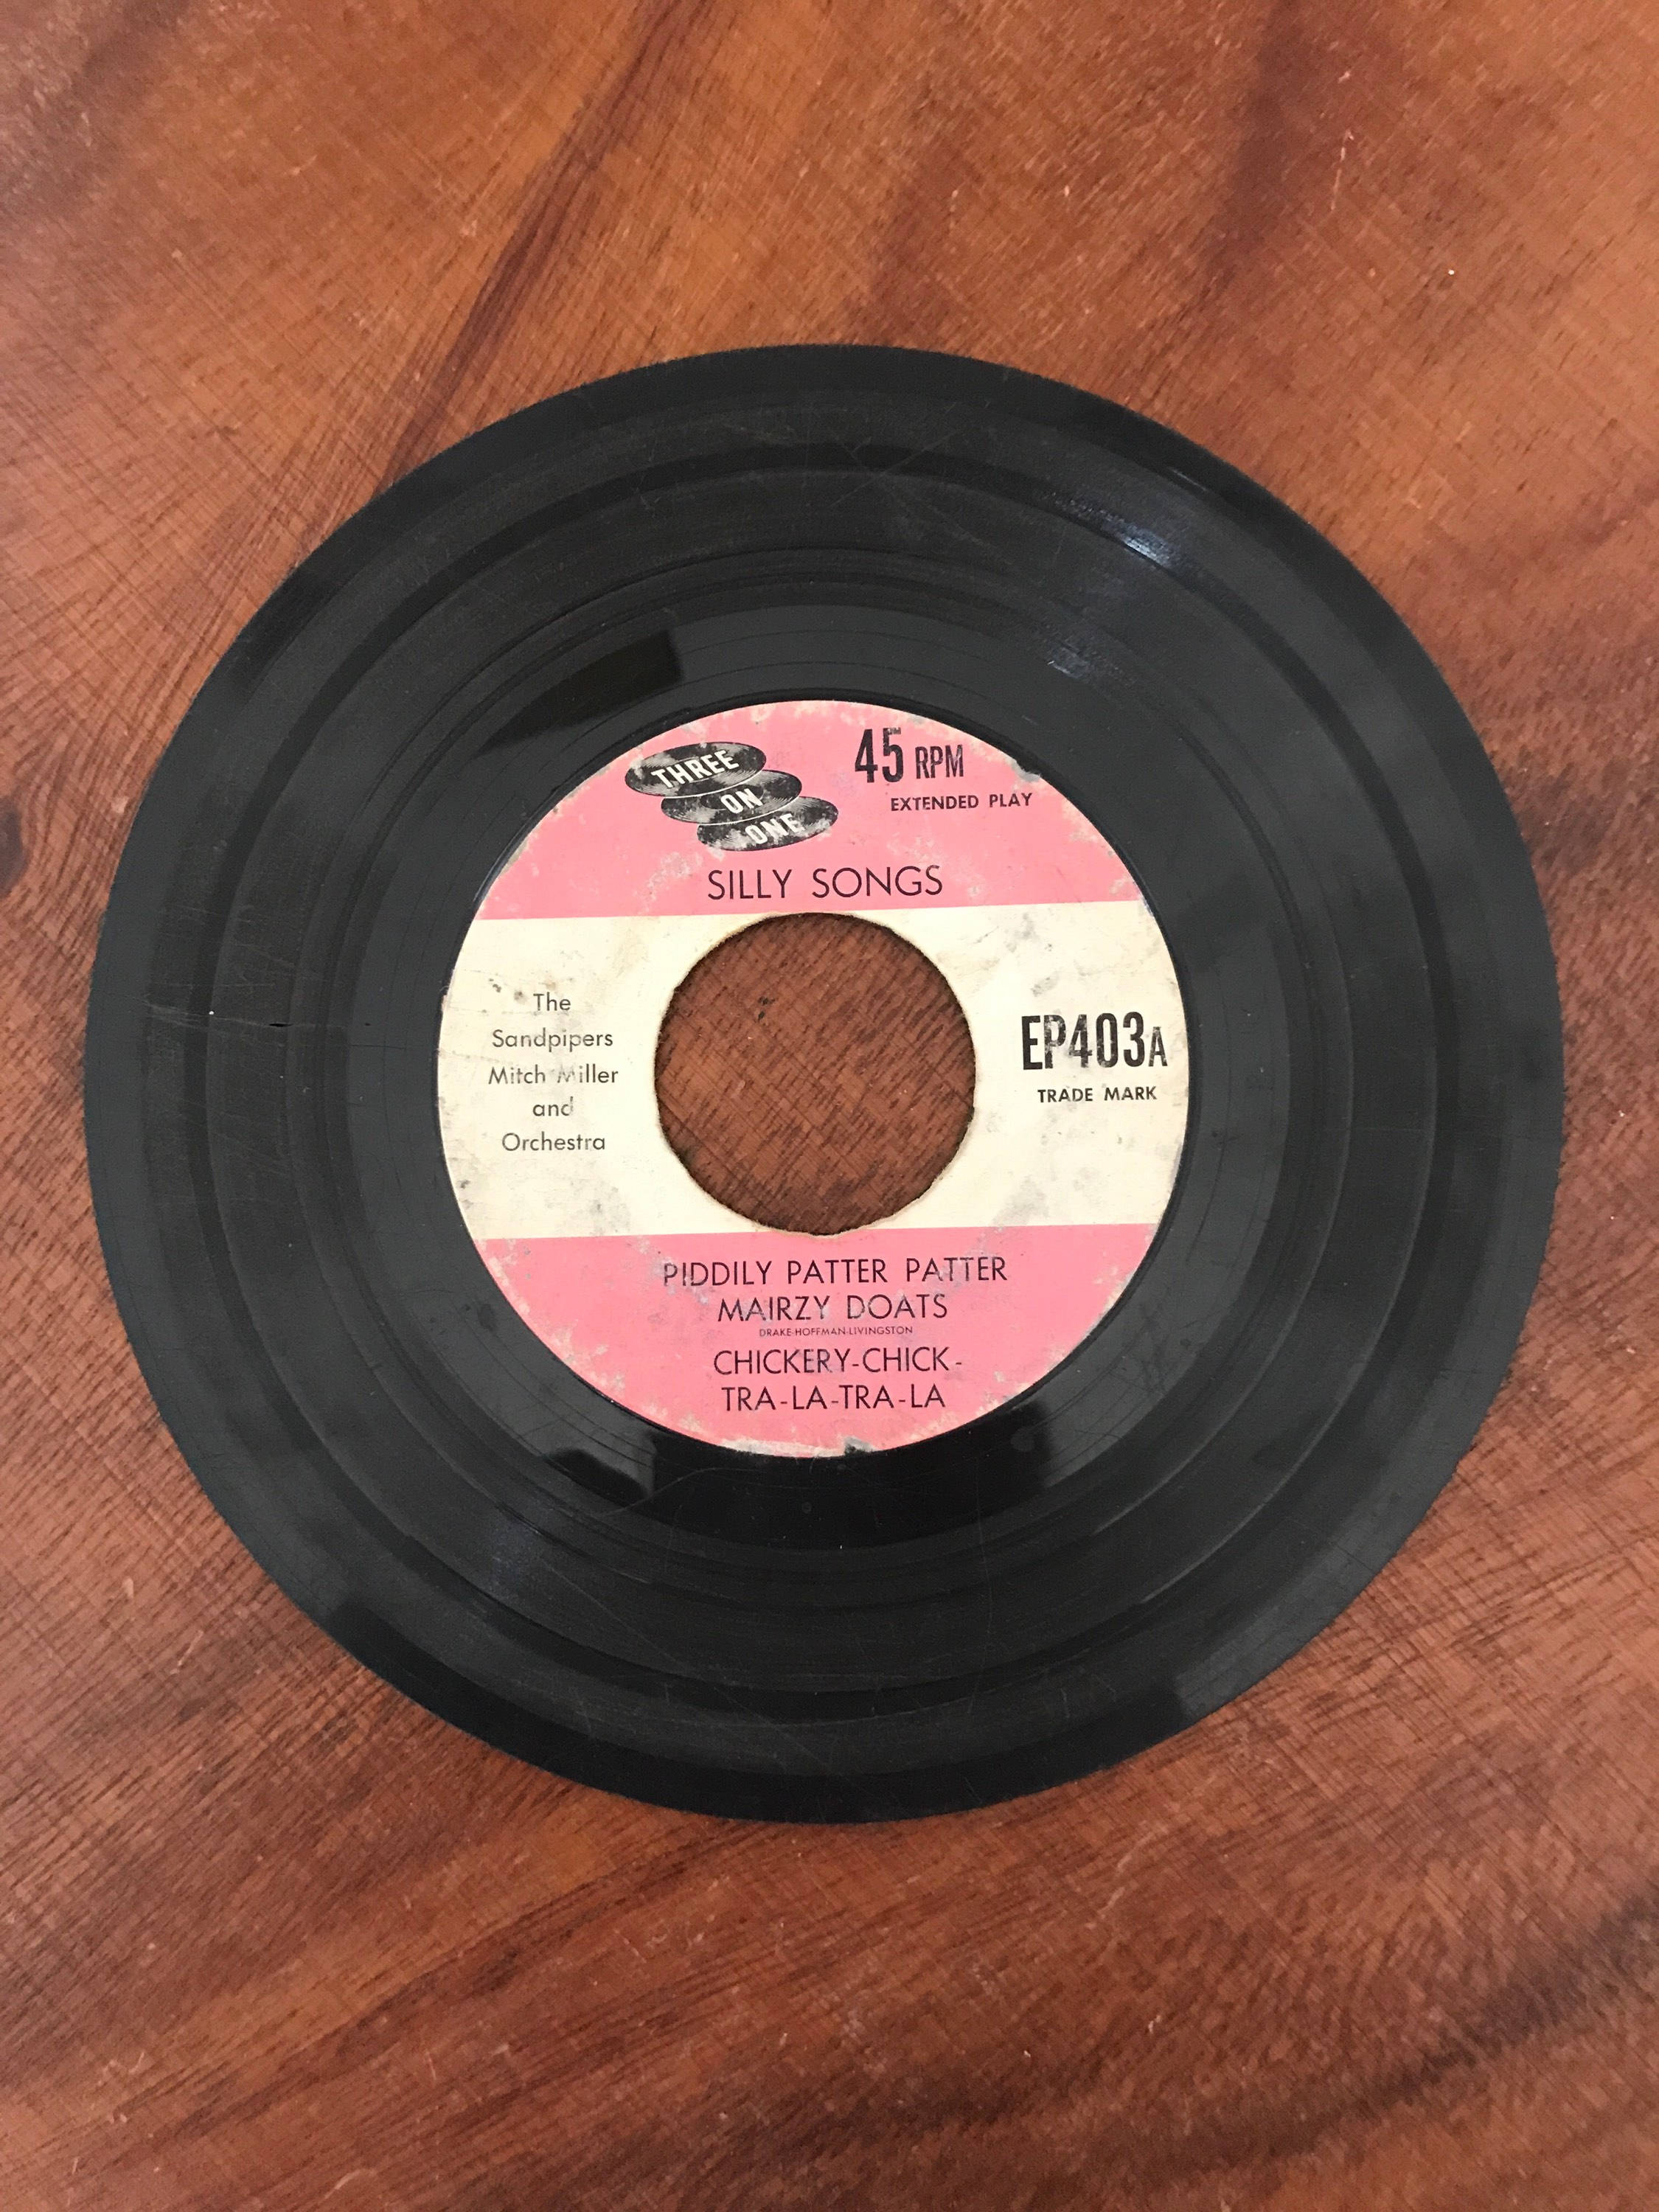 THREE
ON
ONE
45 RPM
EXTENDED PLAY
SILLY SONGS
The
Sandpipers
Mitch Miller
and
Orchestra
EP403A
TRADE MARK
PIDDILY PATTER PATTER
MAIRZY DOATS
DRAKE-HOFFMAN-LIVINGSTON
CHICKERY-CHICK-
TRA-LA-TRA-LA